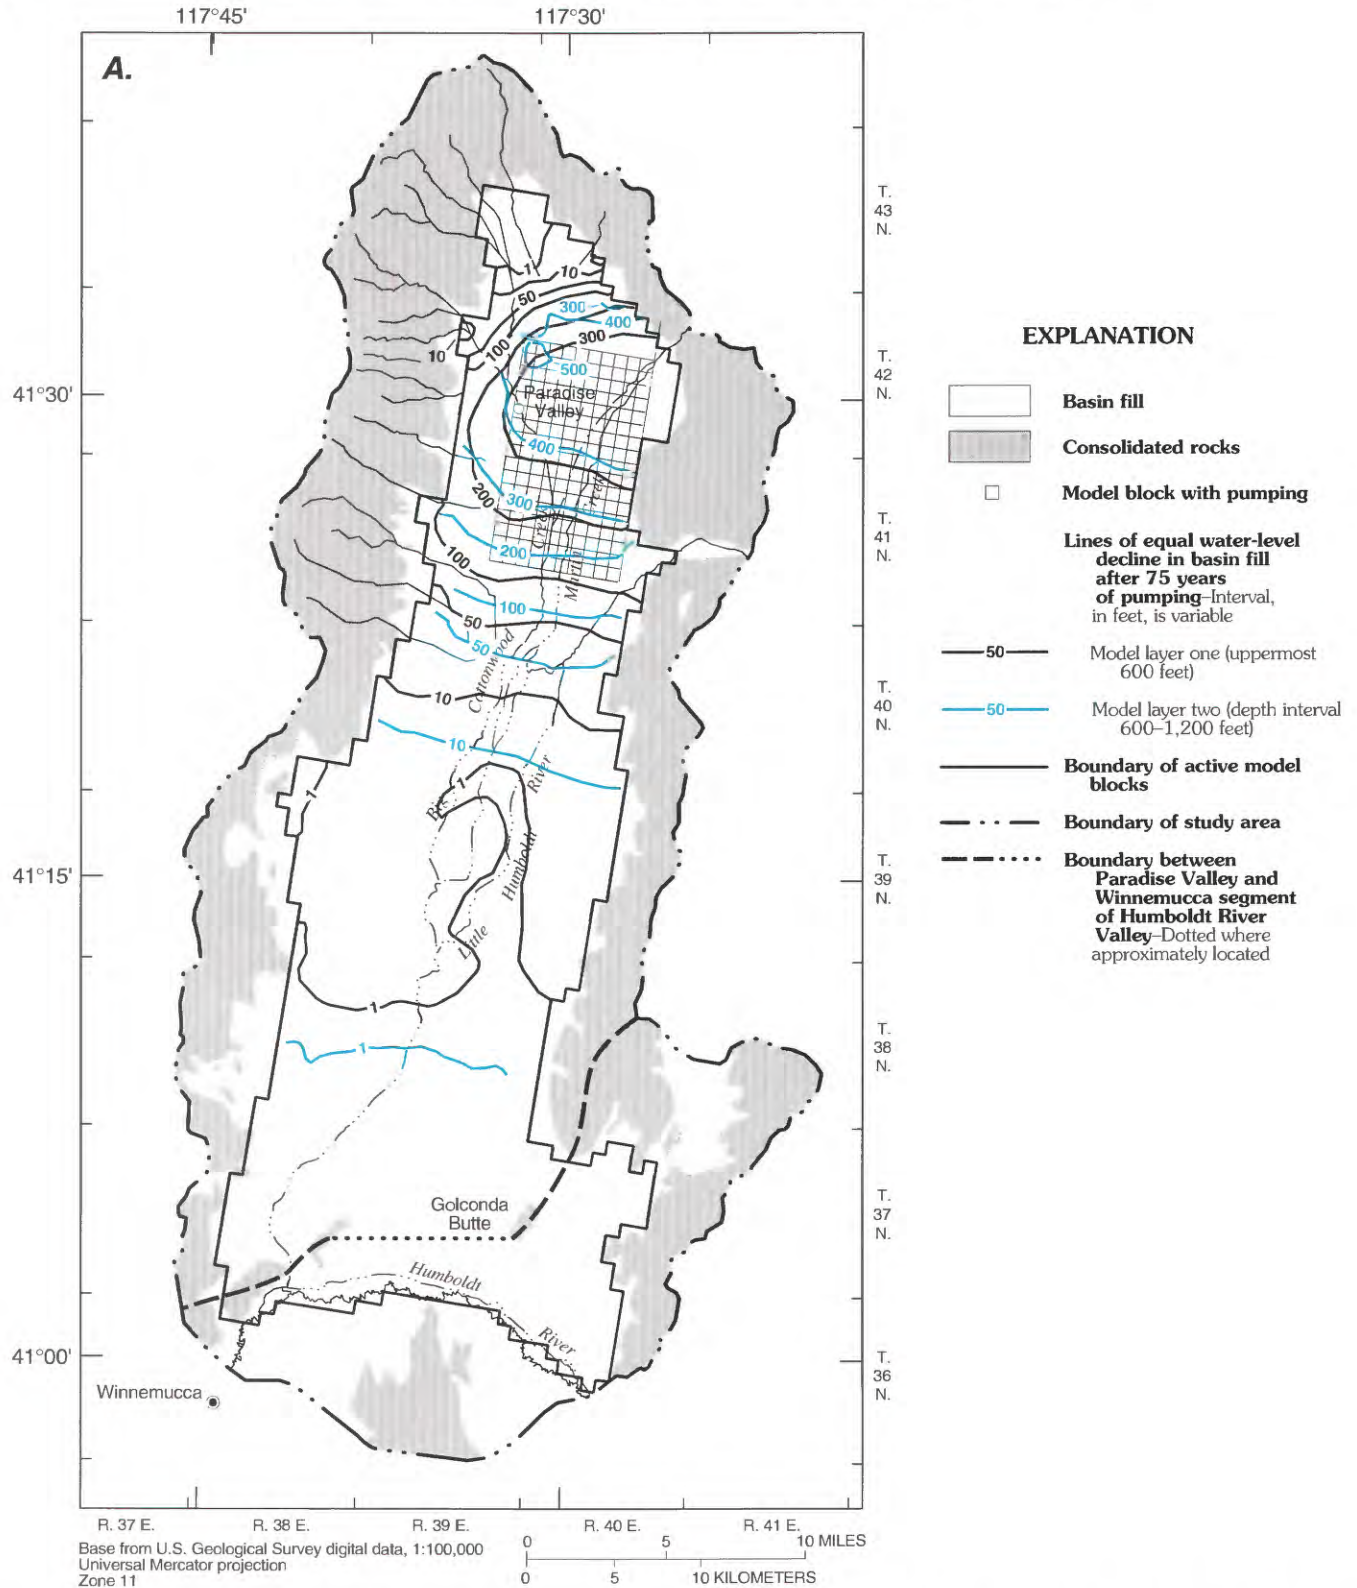 117°45'
117°30'
A.
T.
43
N.
1
10
50
300
400
300
10
100
500
T.
42
N.
41°30'
Paradise
Valley
400
200
300
Creek
Creek
T.
41
N.
200
100
Martin
100
50
50
Cottonwood
10
T.
40
N.
10
River
1
1
Humboldt
41°15'
T.
39
N.
Little
1
1
T.
38
N.
Golconda
Butte
T.
37
N.
Humboldt
River
41°00'
T.
36
N.
Winnemucca
R. 37 E.
R. 38 E.
R. 39 E.
R. 40 E.
R. 41 E.
Base from U.S. Geological Survey digital data, 1:100,000
Universal Mercator projection
Zone 11
0 5 10 MILES
0 5 10 KILOMETERS
EXPLANATION
Basin fill
Consolidated rocks
Model block with pumping
Lines of equal water-level
decline in basin fill
after 75 years
of pumping–Interval,
in feet, is variable
50
Model layer one (uppermost
600 feet)
50
Model layer two (depth interval
600–1,200 feet)
Boundary of active model
blocks
Boundary of study area
Boundary between
Paradise Valley and
Winnemucca segment
of Humboldt River
Valley–Dotted where
approximately located